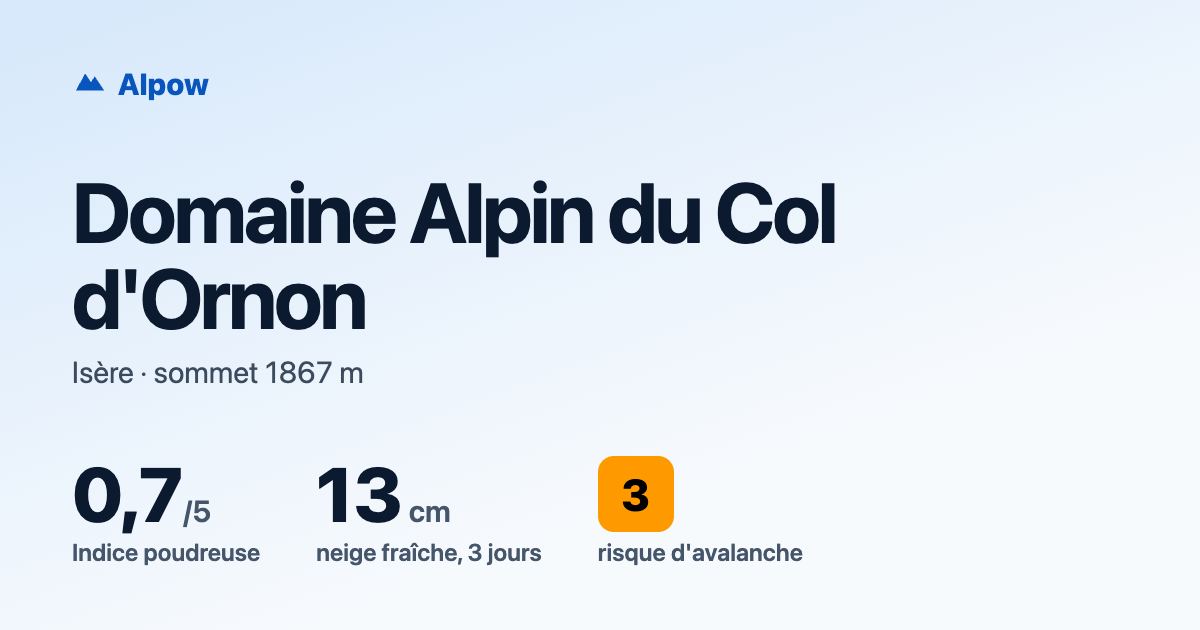 Alpow
Domaine Alpin du Col
d'Ornon
Isère · sommet 1867 m
0,7/5
13 cm
3
Indice poudreuse
neige fraîche, 3 jours
risque d'avalanche